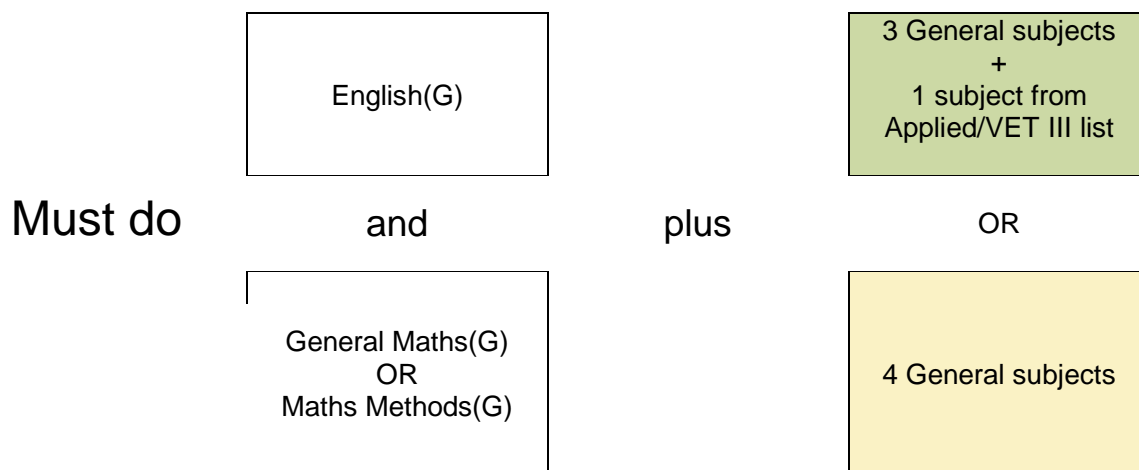 English(G)
3 General subjects
+
1 subject from
Applied/VET III list
Must do
and
plus
OR
General Maths(G)
OR
Maths Methods(G)
4 General subjects